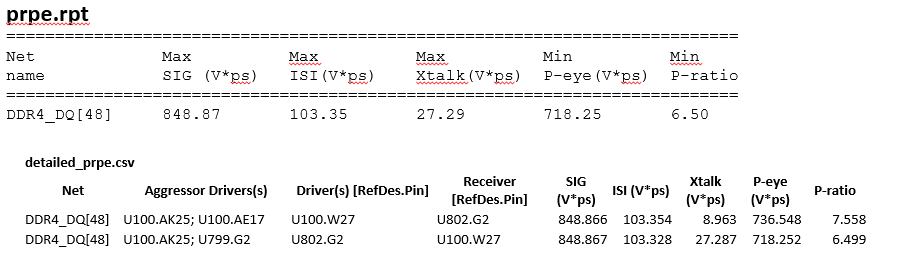 prpe.rpt
===========================================================================
Net Max Max Max Min Min
name SIG (V*ps) ISI(V*ps) Xtalk(V*ps) P-eye(V*ps) P-ratio
===========================================================================
DDR4_DQ[48] 848.87 103.35 27.29 718.25 6.50
detailed_prpe.csv
Net Aggressor Drivers(s) Driver(s) [RefDes.Pin] Receiver [RefDes.Pin] SIG (V*ps) ISI (V*ps) Xtalk (V*ps) P-eye (V*ps) P-ratio
DDR4_DQ[48] U100.AK25; U100.AE17 U100.W27 U802.G2 848.866 103.354 8.963 736.548 7.558
DDR4_DQ[48] U100.AK25; U799.G2 U802.G2 U100.W27 848.867 103.328 27.287 718.252 6.499